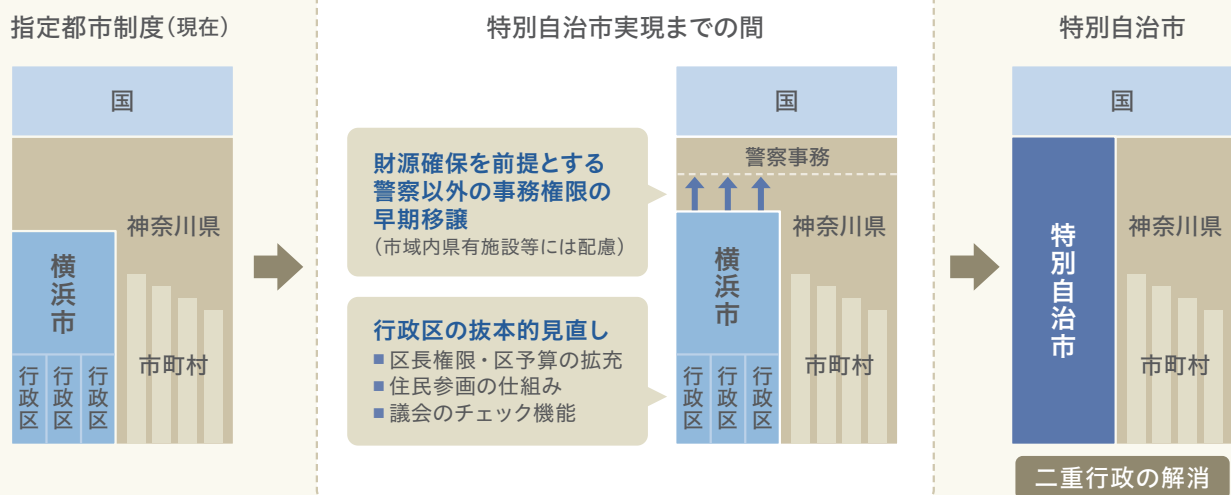 指定都市制度(現在)
国
神奈川県
横浜市
市町村
行政区
行政区
行政区
特別自治市実現までの間
財源確保を前提とする
警察以外の事務権限の
早期移譲
(市域内県有施設等には配慮)
行政区の抜本的見直し
■ 区長権限・区予算の拡充
■ 住民参画の仕組み
■ 議会のチェック機能
国
警察事務
神奈川県
横浜市
市町村
行政区
行政区
行政区
特別自治市
国
特別自治市
神奈川県
市町村
二重行政の解消